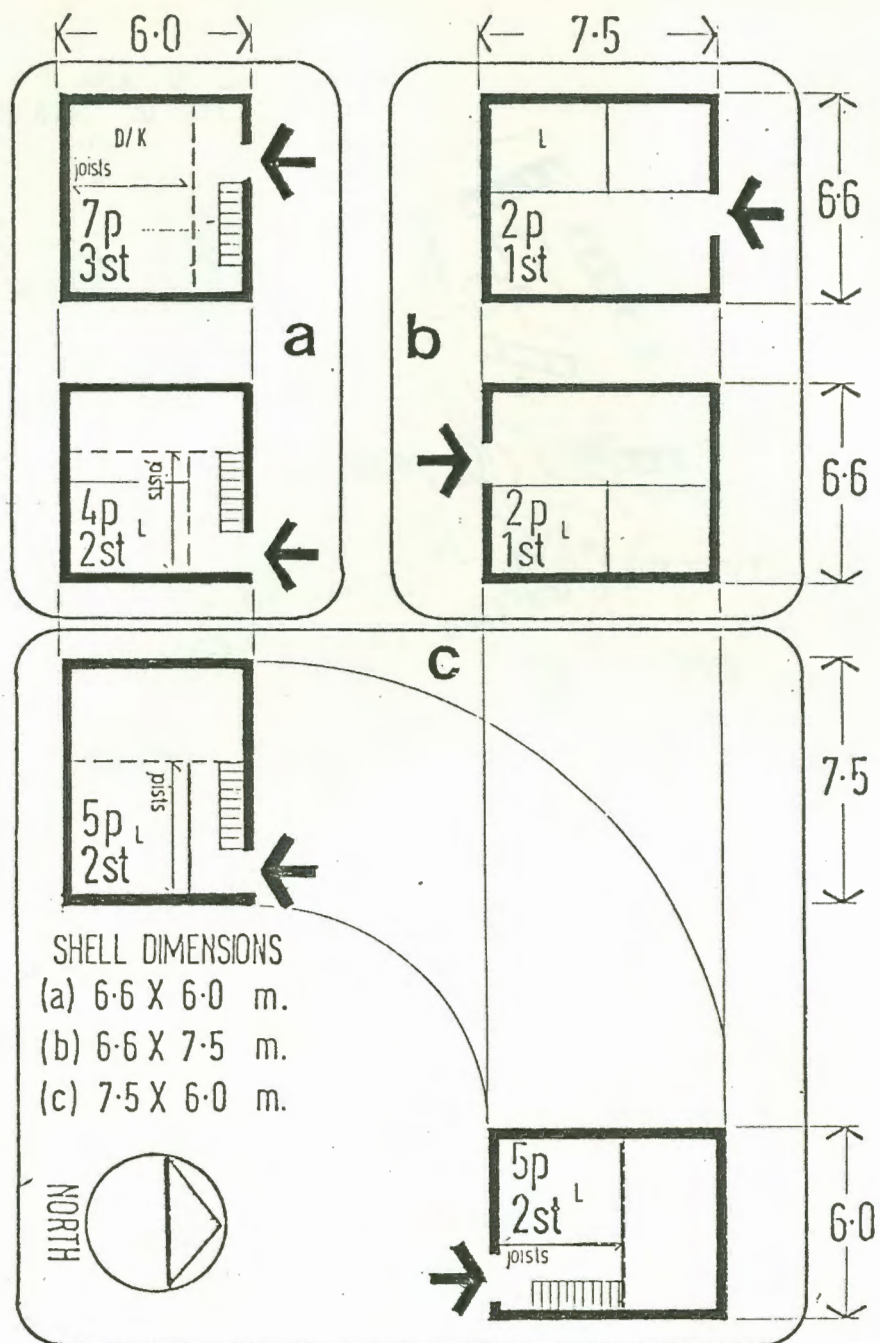 6·0
7·5
D/K
joists
7p
3st
L
2p
1st
6·6
a
b
joists
4p L
2st
2p L
1st
6·6
c
joists
5p L
2st
7·5
SHELL DIMENSIONS
(a) 6·6 X 6·0 m.
(b) 6·6 X 7·5 m.
(c) 7·5 X 6·0 m.
NORTH
5p
2st L
joists
6·0